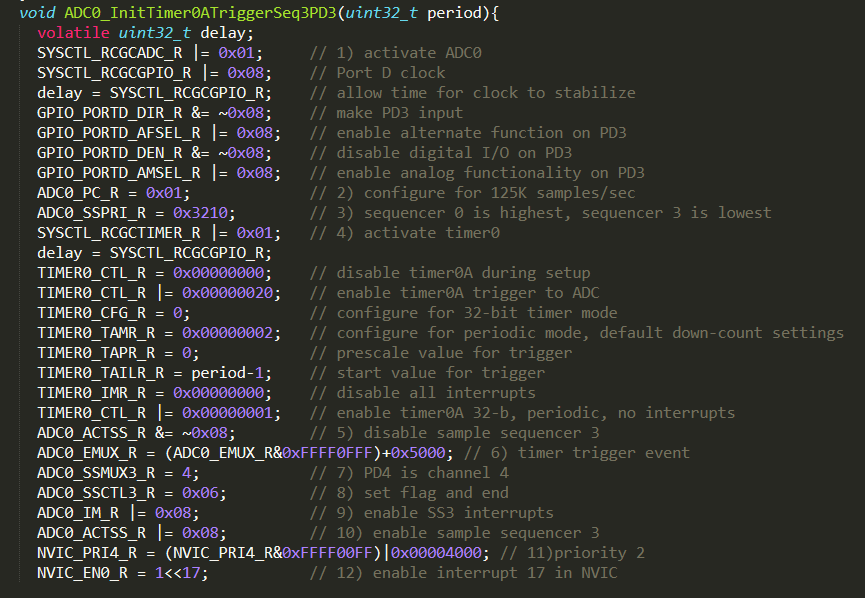 void ADC0_InitTimer0ATriggerSeq3PD3(uint32_t period){
volatile uint32_t delay;
SYSCTL_RCGCADC_R |= 0x01; // 1) activate ADC0
SYSCTL_RCGCGPIO_R |= 0x08; // Port D clock
delay = SYSCTL_RCGCGPIO_R; // allow time for clock to stabilize
GPIO_PORTD_DIR_R &= ~0x08; // make PD3 input
GPIO_PORTD_AFSEL_R |= 0x08; // enable alternate function on PD3
GPIO_PORTD_DEN_R &= ~0x08; // disable digital I/O on PD3
GPIO_PORTD_AMSEL_R |= 0x08; // enable analog functionality on PD3
ADC0_PC_R = 0x01; // 2) configure for 125K samples/sec
ADC0_SSPRI_R = 0x3210; // 3) sequencer 0 is highest, sequencer 3 is lowest
SYSCTL_RCGCTIMER_R |= 0x01; // 4) activate timer0
delay = SYSCTL_RCGCGPIO_R;
TIMER0_CTL_R = 0x00000000; // disable timer0A during setup
TIMER0_CTL_R |= 0x00000020; // enable timer0A trigger to ADC
TIMER0_CFG_R = 0; // configure for 32-bit timer mode
TIMER0_TAMR_R = 0x00000002; // configure for periodic mode, default down-count settings
TIMER0_TAPR_R = 0; // prescale value for trigger
TIMER0_TAILR_R = period-1; // start value for trigger
TIMER0_IMR_R = 0x00000000; // disable all interrupts
TIMER0_CTL_R |= 0x00000001; // enable timer0A 32-b, periodic, no interrupts
ADC0_ACTSS_R &= ~0x08; // 5) disable sample sequencer 3
ADC0_EMUX_R = (ADC0_EMUX_R&0xFFFF0FFF)+0x5000; // 6) timer trigger event
ADC0_SSMUX3_R = 4; // 7) PD4 is channel 4
ADC0_SSCTL3_R = 0x06; // 8) set flag and end
ADC0_IM_R |= 0x08; // 9) enable SS3 interrupts
ADC0_ACTSS_R |= 0x08; // 10) enable sample sequencer 3
NVIC_PRI4_R = (NVIC_PRI4_R&0xFFFF00FF)|0x00004000; // 11)priority 2
NVIC_EN0_R = 1<<17; // 12) enable interrupt 17 in NVIC